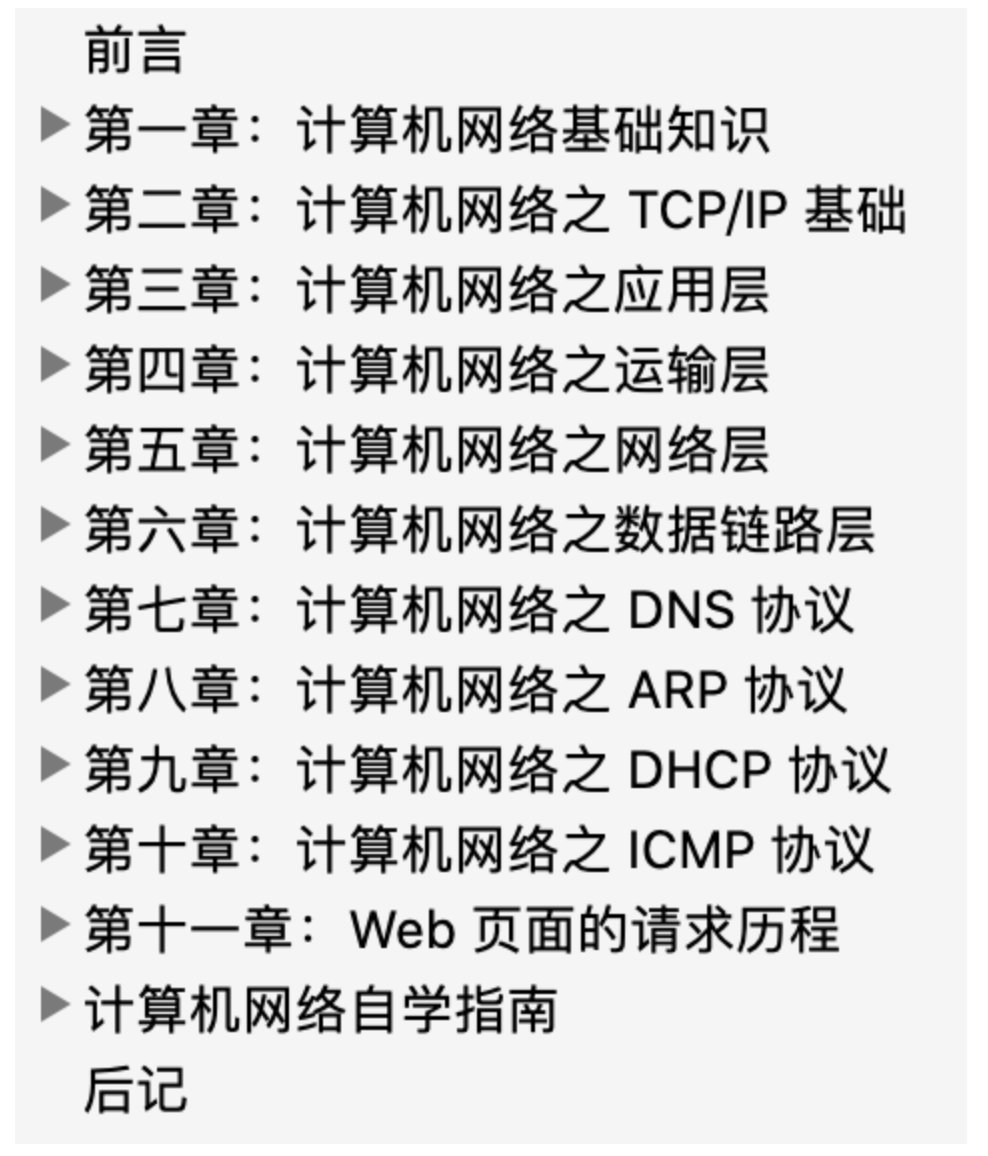 前言
第一章：计算机网络基础知识
第二章：计算机网络之 TCP/IP 基础
第三章：计算机网络之应用层
第四章：计算机网络之运输层
第五章：计算机网络之网络层
第六章：计算机网络之数据链路层
第七章：计算机网络之 DNS 协议
第八章：计算机网络之 ARP 协议
第九章：计算机网络之 DHCP 协议
第十章：计算机网络之 ICMP 协议
第十一章：Web 页面的请求历程
计算机网络自学指南
后记